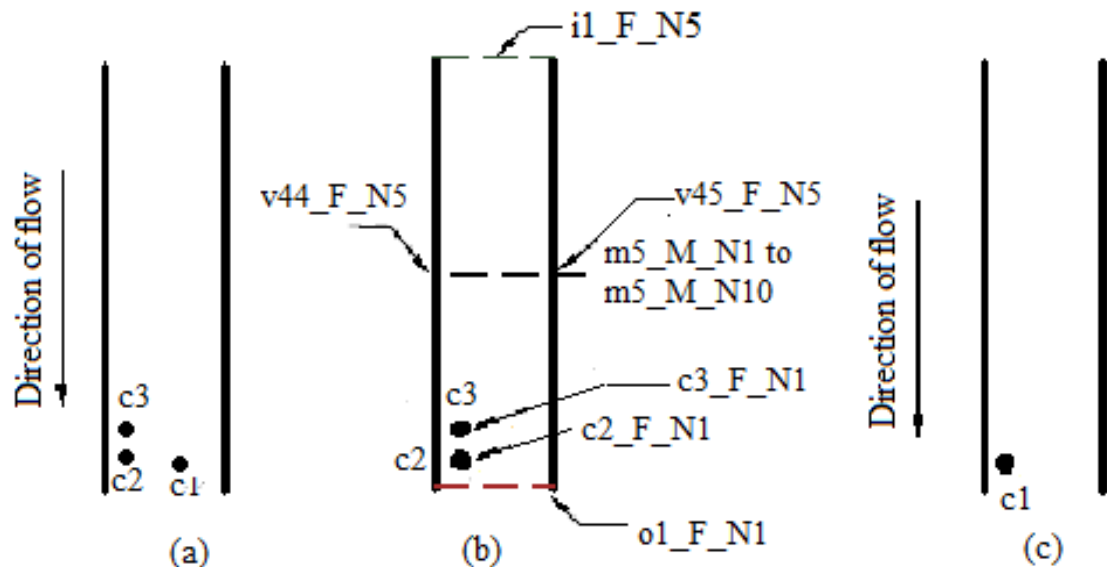 i1_F_N5
Direction of flow
v44_F_N5
v45_F_N5
m5_M_N1 to
m5_M_N10
Direction of flow
c3
c2
c1
c3
c2
c3_F_N1
c2_F_N1
o1_F_N1
c1
(a)
(b)
(c)